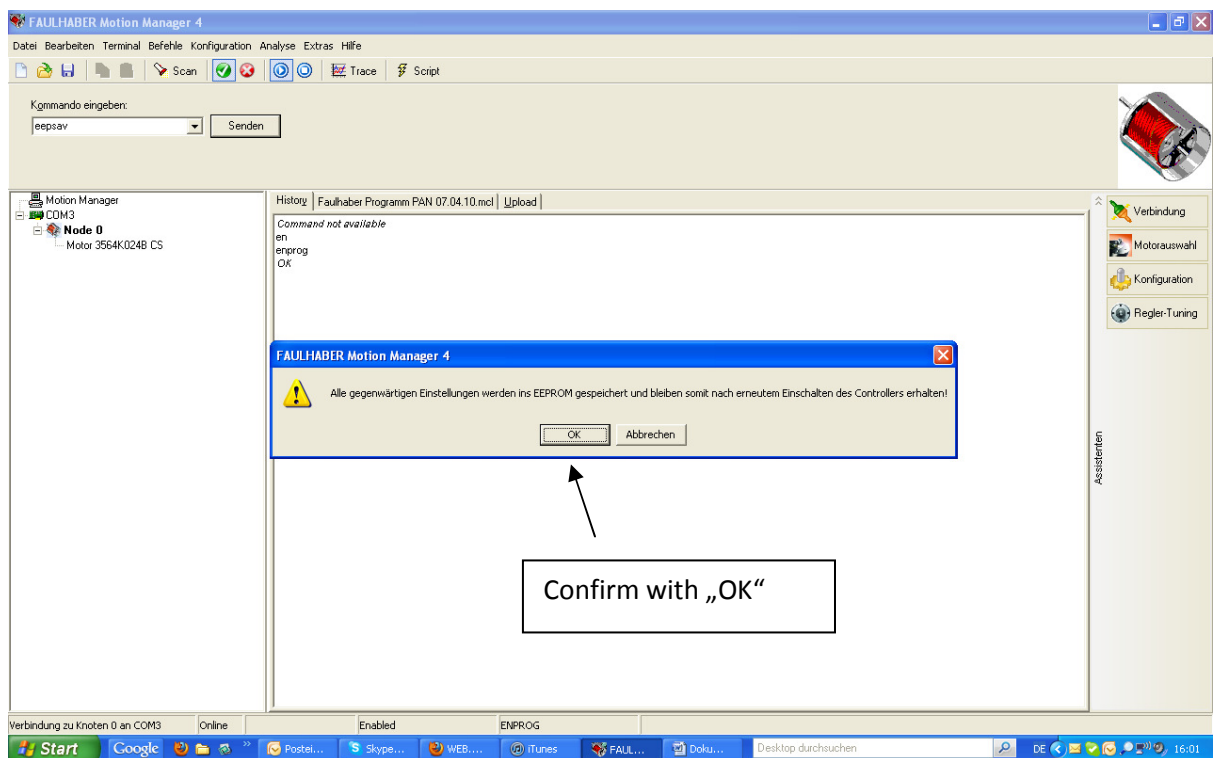 FAULHABER Motion Manager 4
Datei Bearbeiten Terminal Befehle Konfiguration Analyse Extras Hilfe
Scan Trace Script
Kommando eingeben:
eepsav Senden
Motion Manager
COM3
Node 0
Motor 3564K024B CS
History Faulhaber Programm PAN 07.04.10.mcl Upload
Command not available
en
enprog
OK
Verbindung
Motorauswahl
Konfiguration
Regler-Tuning
Assistenten
FAULHABER Motion Manager 4
Alle gegenwärtigen Einstellungen werden ins EEPROM gespeichert und bleiben somit nach erneutem Einschalten des Controllers erhalten!
OK Abbrechen
Confirm with „OK“
Verbindung zu Knoten 0 an COM3 Online Enabled ENPROG
Start Google Postei... Skype... WEB.... iTunes FAUL... Doku... Desktop durchsuchen DE 16:01